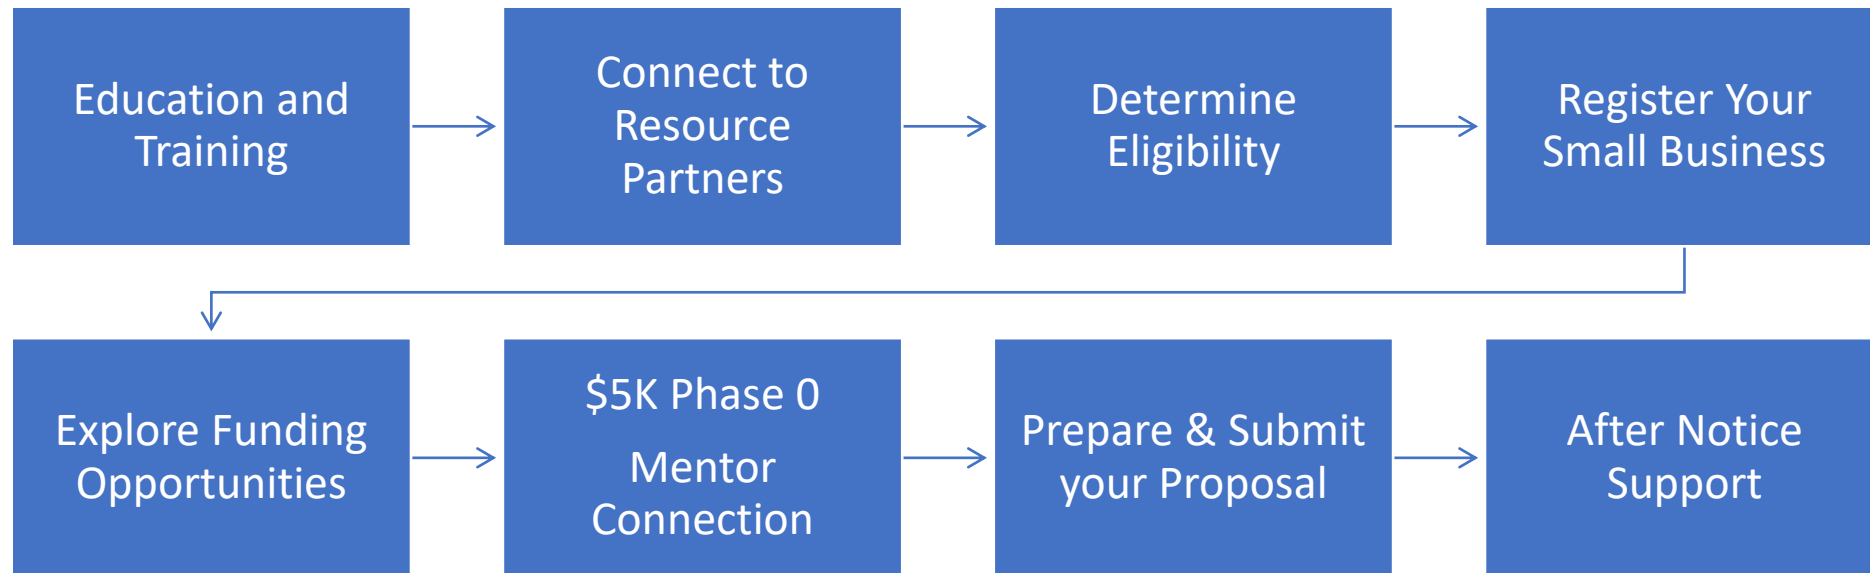 Education and
Training
Connect to
Resource
Partners
Determine
Eligibility
Register Your
Small Business
Explore Funding
Opportunities
$5K Phase 0
Mentor
Connection
Prepare & Submit
your Proposal
After Notice
Support